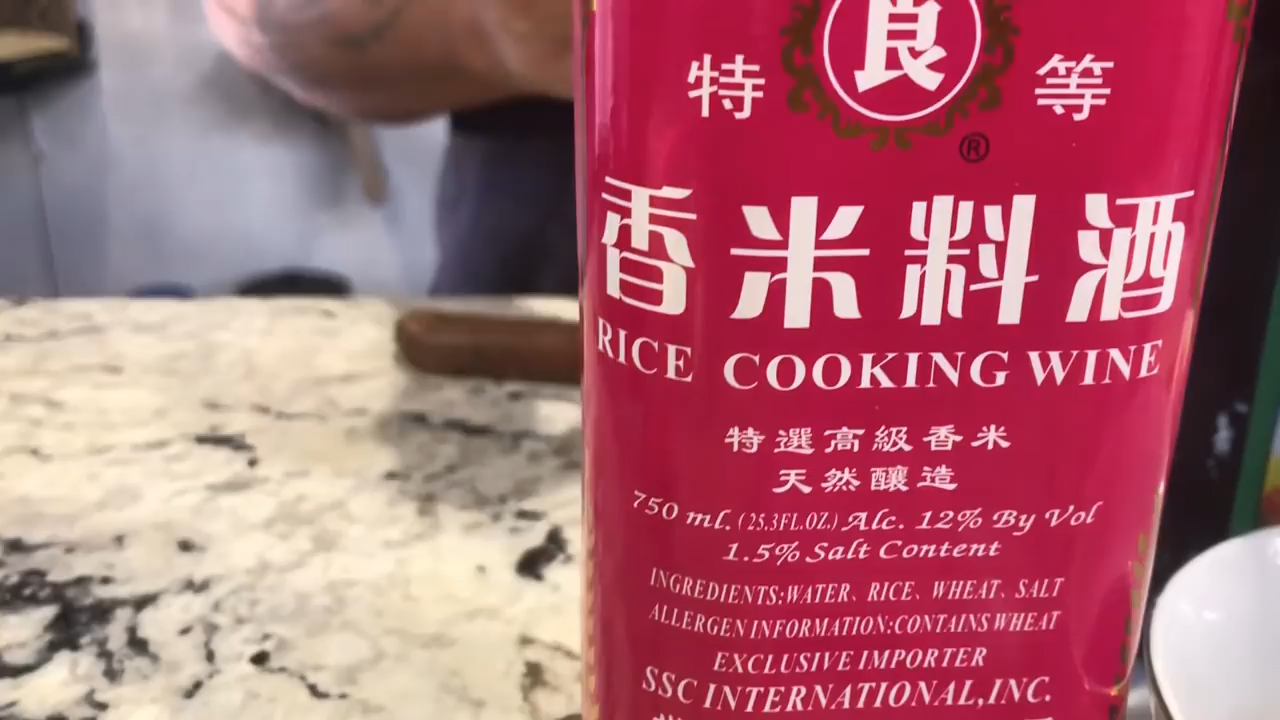 良
特 等
®
香米料酒
RICE COOKING WINE
特選高級香米
天然釀造
750 ml. (25.3FL.OZ.) Alc. 12% By Vol
1.5% Salt Content
INGREDIENTS:WATER、RICE、WHEAT、SALT
ALLERGEN INFORMATION:CONTAINS WHEAT
EXCLUSIVE IMPORTER
SSC INTERNATIONAL,INC.